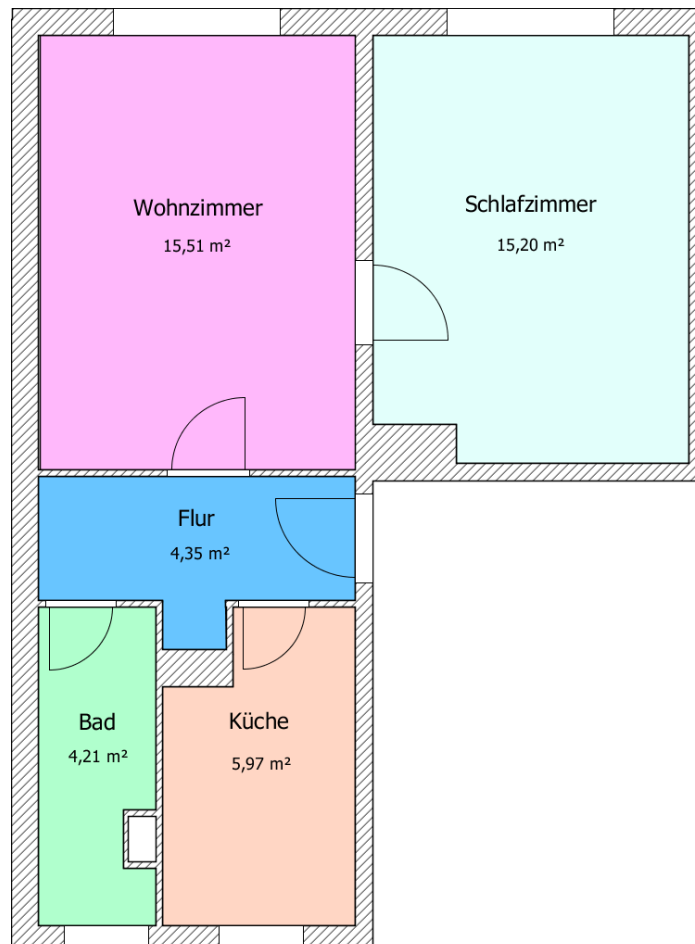 Wohnzimmer
15,51 m²
Schlafzimmer
15,20 m²
Flur
4,35 m²
Bad
4,21 m²
Küche
5,97 m²